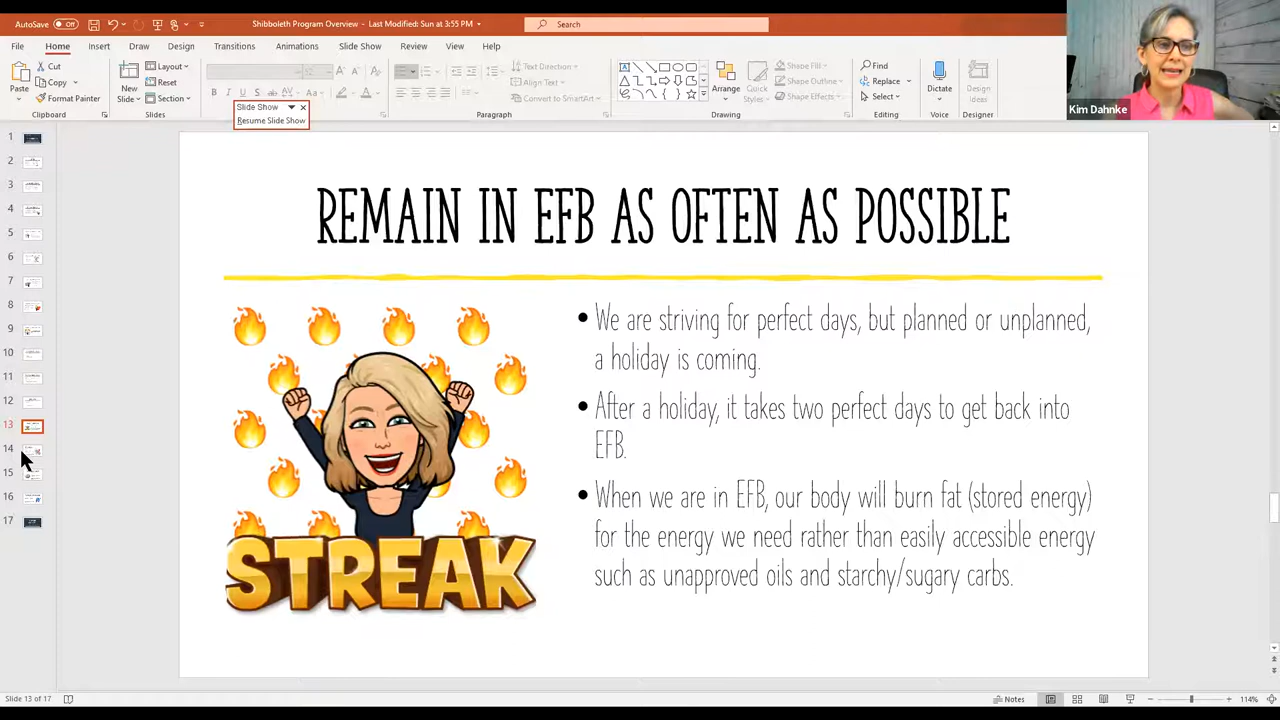 AutoSave Off Shibboleth Program Overview - Last Modified: Sun at 3:55 PM Search
File Home Insert Draw Design Transitions Animations Slide Show Review View Help
Paste Cut Copy Format Painter Clipboard
New Slide Layout Reset Section Slides
Slide Show
Resume Slide Show
Text Direction Align Text Convert to SmartArt Paragraph
Arrange Quick Styles Shape Fill Shape Outline Shape Effects Drawing
Find Replace Select Editing
Dictate Voice
Design Ideas Designer
Kim Dahnke
1
2
3
4
5
6
7
8
9
10
11
12
13
14
15
16
17
REMAIN IN EFB AS OFTEN AS POSSIBLE
STREAK
• We are striving for perfect days, but planned or unplanned,
a holiday is coming.
• After a holiday, it takes two perfect days to get back into
EFB.
• When we are in EFB, our body will burn fat (stored energy)
for the energy we need rather than easily accessible energy
such as unapproved oils and starchy/sugary carbs.
Slide 13 of 17 Notes 114%